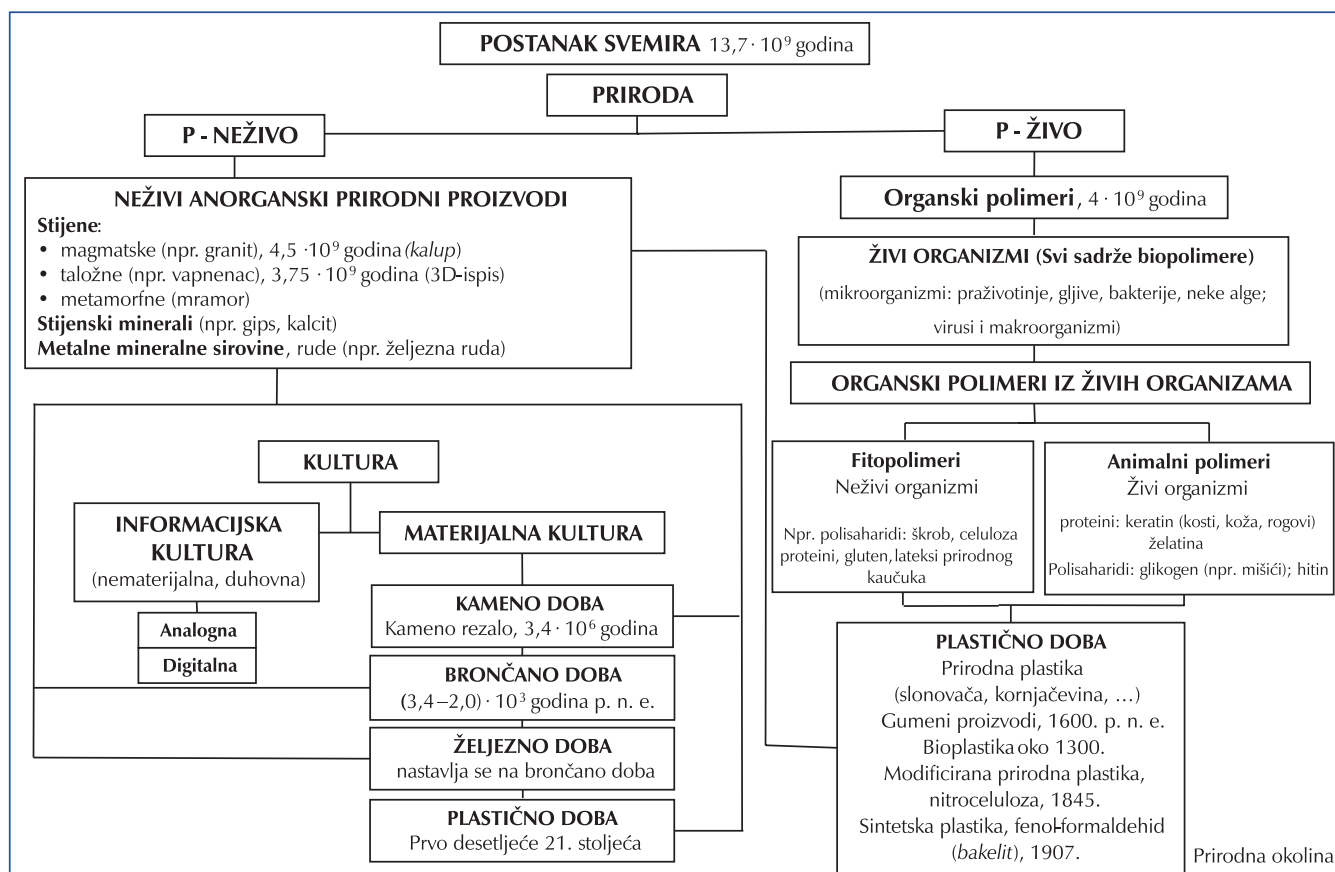 POSTANAK SVEMIRA 13,7 · 10⁹ godina
PRIRODA
P - NEŽIVO
P - ŽIVO
NEŽIVI ANORGANSKI PRIRODNI PROIZVODI
Stijene:
• magmatske (npr. granit), 4,5 ·10⁹ godina (kalup)
• taložne (npr. vapnenac), 3,75 ·10⁹ godina (3D-ispis)
• metamorfne (mramor)
Stijenski minerali (npr. gips, kalcit)
Metalne mineralne sirovine, rude (npr. željezna ruda)
Organski polimeri, 4 · 10⁹ godina
ŽIVI ORGANIZMI (Svi sadrže biopolimere)
(mikroorganizmi: praživotinje, gljive, bakterije, neke alge;
virusi i makroorganizmi)
ORGANSKI POLIMERI IZ ŽIVIH ORGANIZAMA
Fitopolimeri
Neživi organizmi
Npr. polisaharidi: škrob, celuloza
proteini, gluten, lateksi prirodnog
kaučuka
Animalni polimeri
Živi organizmi
proteini: keratin (kosti, koža, rogovi)
želatina
Polisaharidi: glikogen (npr. mišići); hitin
KULTURA
INFORMACIJSKA
KULTURA
(nematerijalna, duhovna)
Analogna
Digitalna
MATERIJALNA KULTURA
KAMENO DOBA
Kameno rezalo, 3,4 · 10⁶ godina
BRONČANO DOBA
(3,4–2,0) · 10³ godina p. n. e.
ŽELJEZNO DOBA
nastavlja se na brončano doba
PLASTIČNO DOBA
Prvo desetljeće 21. stoljeća
PLASTIČNO DOBA
Prirodna plastika
(slonovača, kornjačevina, ...)
Gumeni proizvodi, 1600. p. n. e.
Bioplastika oko 1300.
Modificirana prirodna plastika,
nitroceluloza, 1845.
Sintetska plastika, fenol-formaldehid
(bakelit), 1907.
Prirodna okolina